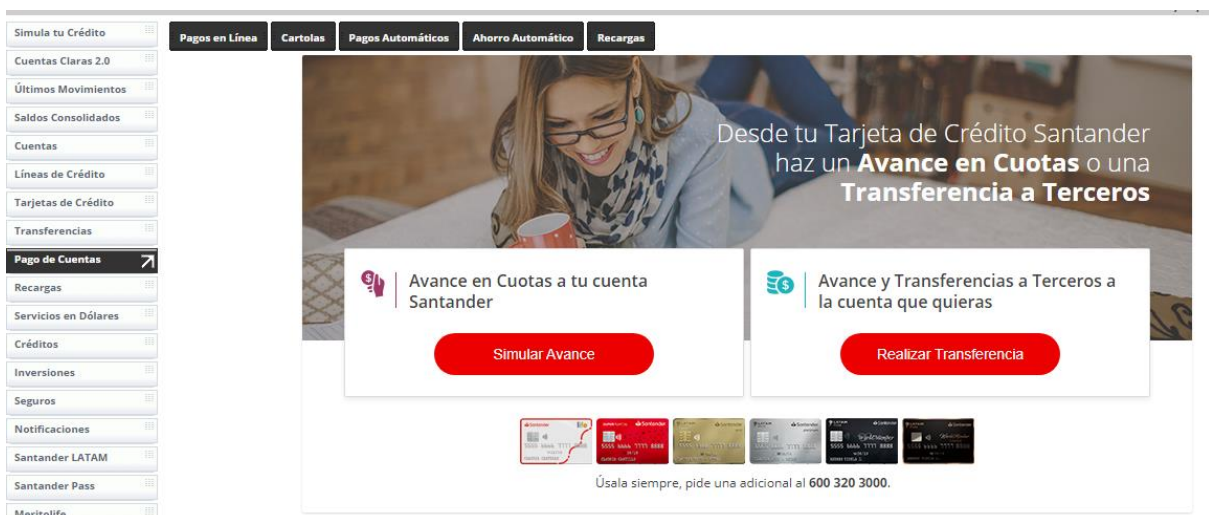 Simula tu Crédito
Cuentas Claras 2.0
Últimos Movimientos
Saldos Consolidados
Cuentas
Líneas de Crédito
Tarjetas de Crédito
Transferencias
Pago de Cuentas
Recargas
Servicios en Dólares
Créditos
Inversiones
Seguros
Notificaciones
Santander LATAM
Santander Pass
Meritolife
Pagos en Línea
Cartolas
Pagos Automáticos
Ahorro Automático
Recargas
Desde tu Tarjeta de Crédito Santander
haz un Avance en Cuotas o una
Transferencia a Terceros
Avance en Cuotas a tu cuenta
Santander
Simular Avance
Avance y Transferencias a Terceros a
la cuenta que quieras
Realizar Transferencia
Úsala siempre, pide una adicional al 600 320 3000.